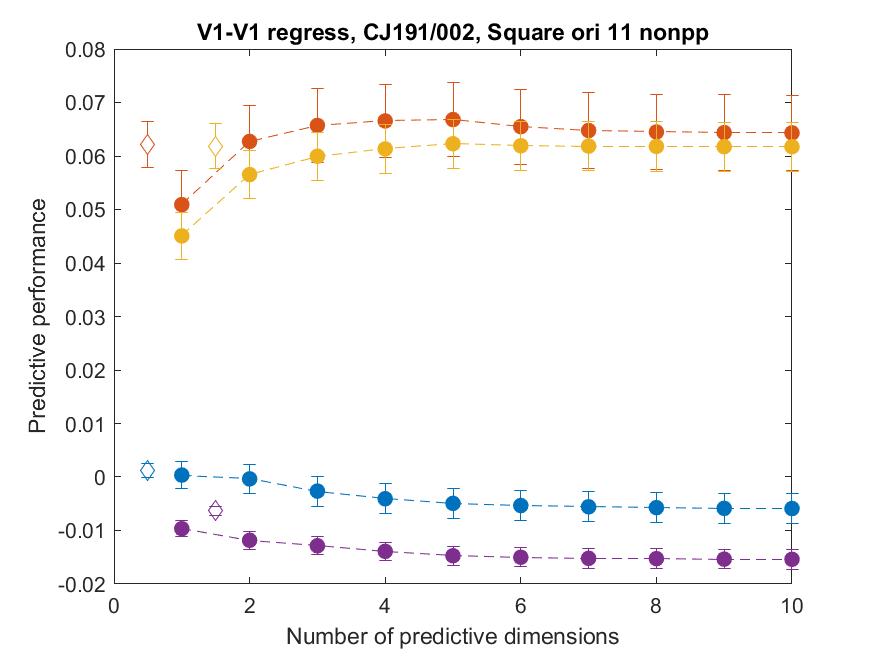 V1-V1 regress, CJ191/002, Square ori 11 nonpp
0.08
0.07
0.06
0.05
0.04
0.03
0.02
0.01
0
-0.01
-0.02
Predictive performance
0 2 4 6 8 10
Number of predictive dimensions